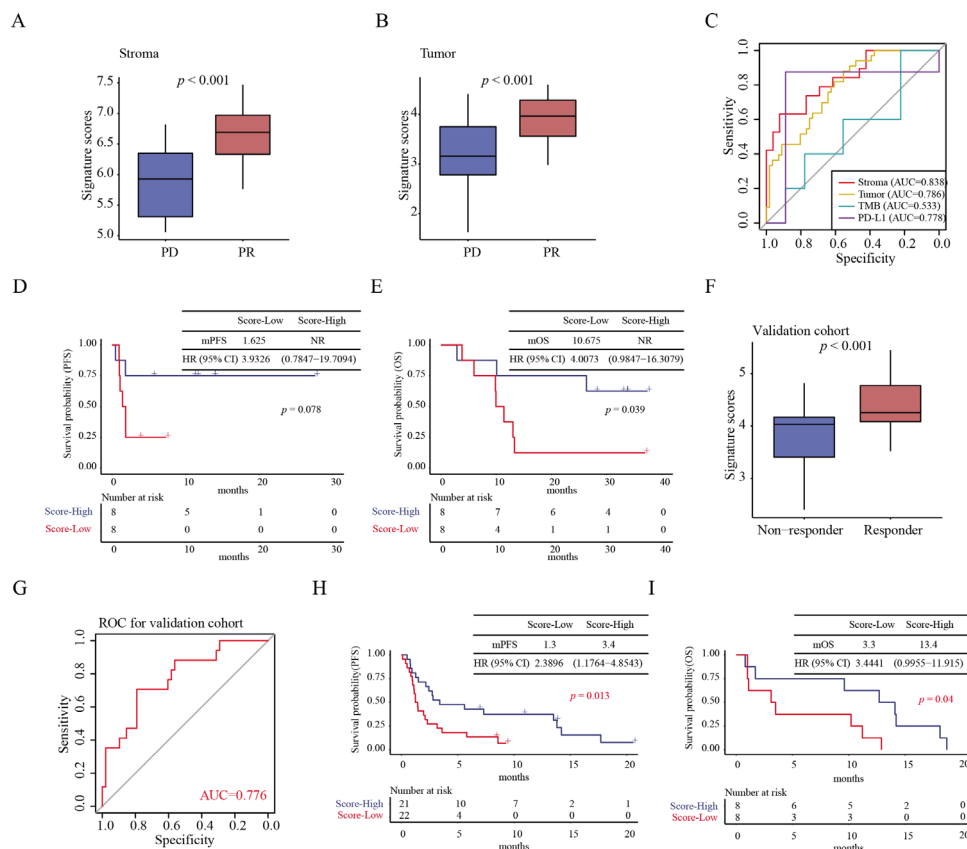 A
Stroma
p < 0.001
Signature scores
7.5
7.0
6.5
6.0
5.5
5.0
PD
PR
B
Tumor
p < 0.001
Signature scores
4
3
2
PD
PR
C
Sensitivity
1.0
0.8
0.6
0.4
0.2
0.0
Stroma (AUC=0.838)
Tumor (AUC=0.786)
TMB (AUC=0.533)
PD-L1 (AUC=0.778)
1.0 0.8 0.6 0.4 0.2 0.0
Specificity
D
Score-Low Score-High
mPFS 1.625 NR
HR (95% CI) 3.9326 (0.7847−19.7094)
Survival probability (PFS)
1.00
0.75
0.50
0.25
0.00
p = 0.078
0 10 20 30
months
Number at risk
Score-High 8 5 1 0
Score-Low 8 0 0 0
0 10 20 30
months
E
Score-Low Score-High
mOS 10.675 NR
HR (95% CI) 4.0073 (0.9847−16.3079)
Survival probability (OS)
1.00
0.75
0.50
0.25
0.00
p = 0.039
0 10 20 30 40
months
Number at risk
Score-High 8 7 6 4 0
Score-Low 8 4 1 1 0
0 10 20 30 40
months
F
Validation cohort
p < 0.001
Signature scores
5
4
3
Non−responder Responder
G
ROC for validation cohort
Sensitivity
1.0
0.8
0.6
0.4
0.2
0.0
AUC=0.776
1.0 0.8 0.6 0.4 0.2 0.0
Specificity
H
Score-Low Score-High
mPFS 1.3 3.4
HR (95% CI) 2.3896 (1.1764−4.8543)
Survival probability(PFS)
1.00
0.75
0.50
0.25
0.00
p = 0.013
0 5 10 15 20
months
Number at risk
Score-High 21 10 7 2 1
Score-Low 22 4 0 0 0
0 5 10 15 20
months
I
Score-Low Score-High
mOS 3.3 13.4
HR (95% CI) 3.4441 (0.9955−11.915)
Survival probability(OS)
1.00
0.75
0.50
0.25
0.00
p = 0.04
0 5 10 15 20
months
Number at risk
Score-High 8 6 5 2 0
Score-Low 8 3 3 0 0
0 5 10 15 20
months